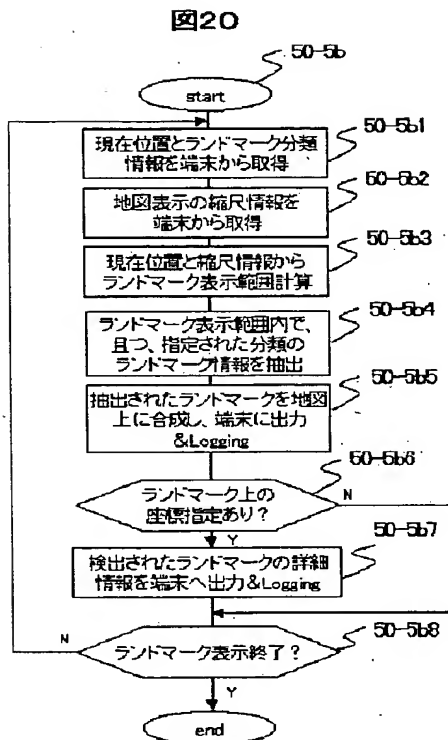 図20
50-5b
start
50-5b1
現在位置とランドマーク分類
情報を端末から取得
50-5b2
地図表示の縮尺情報を
端末から取得
50-5b3
現在位置と縮尺情報から
ランドマーク表示範囲計算
50-5b4
ランドマーク表示範囲内で、
且つ、指定された分類の
ランドマーク情報を抽出
50-5b5
抽出されたランドマークを地図
上に合成し、端末に出力
&Logging
50-5b6
ランドマーク上の
座標指定あり?
N
Y
50-5b7
検出されたランドマークの詳細
情報を端末へ出力&Logging
50-5b8
N
ランドマーク表示終了?
Y
end